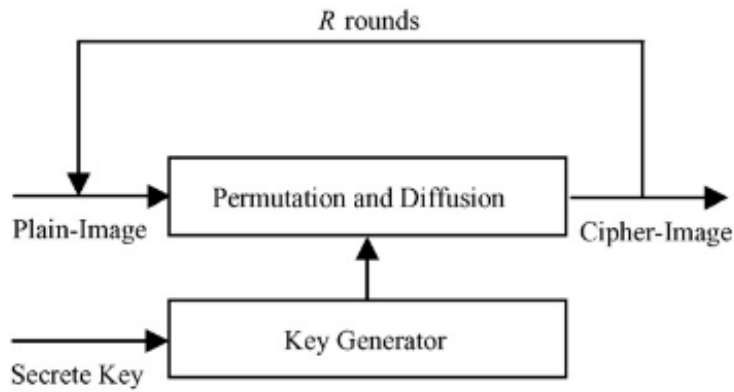 R rounds
Permutation and Diffusion
Plain-Image
Cipher-Image
Key Generator
Secrete Key